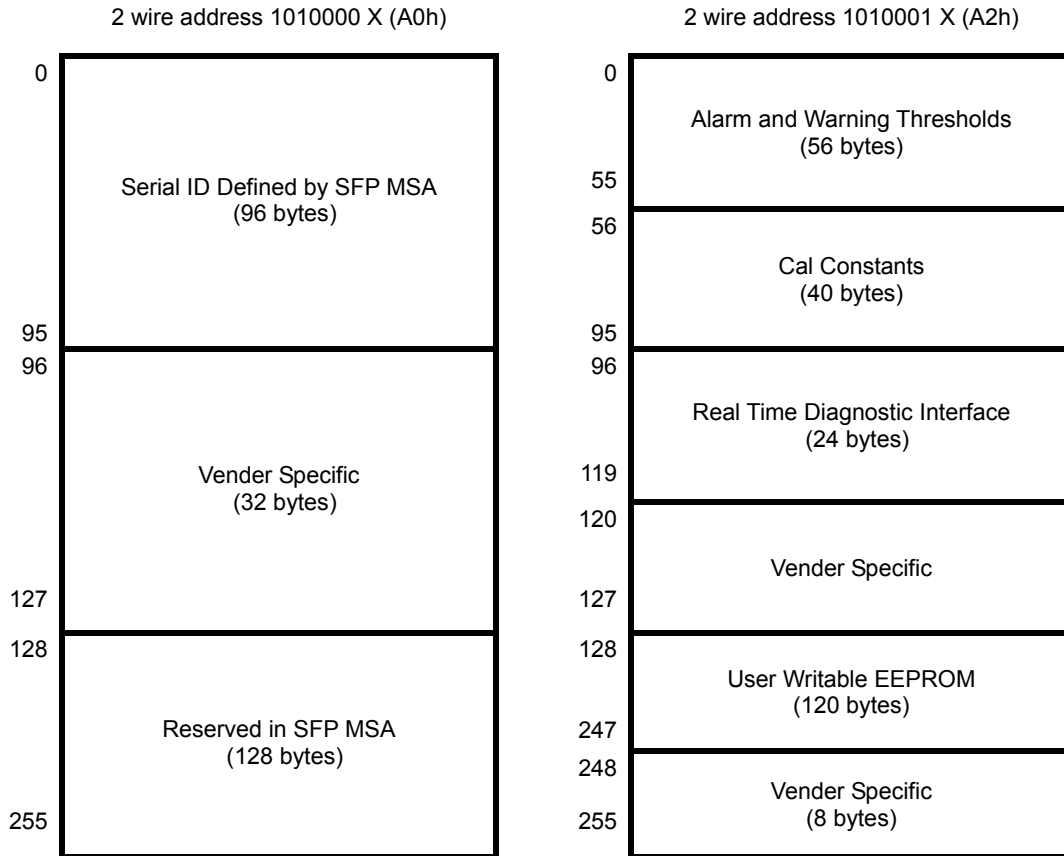 2 wire address 1010000 X (A0h)
0
Serial ID Defined by SFP MSA
(96 bytes)
95
96
Vender Specific
(32 bytes)
127
128
Reserved in SFP MSA
(128 bytes)
255
2 wire address 1010001 X (A2h)
0
Alarm and Warning Thresholds
(56 bytes)
55
56
Cal Constants
(40 bytes)
95
96
Real Time Diagnostic Interface
(24 bytes)
119
120
Vender Specific
127
128
User Writable EEPROM
(120 bytes)
247
248
Vender Specific
(8 bytes)
255